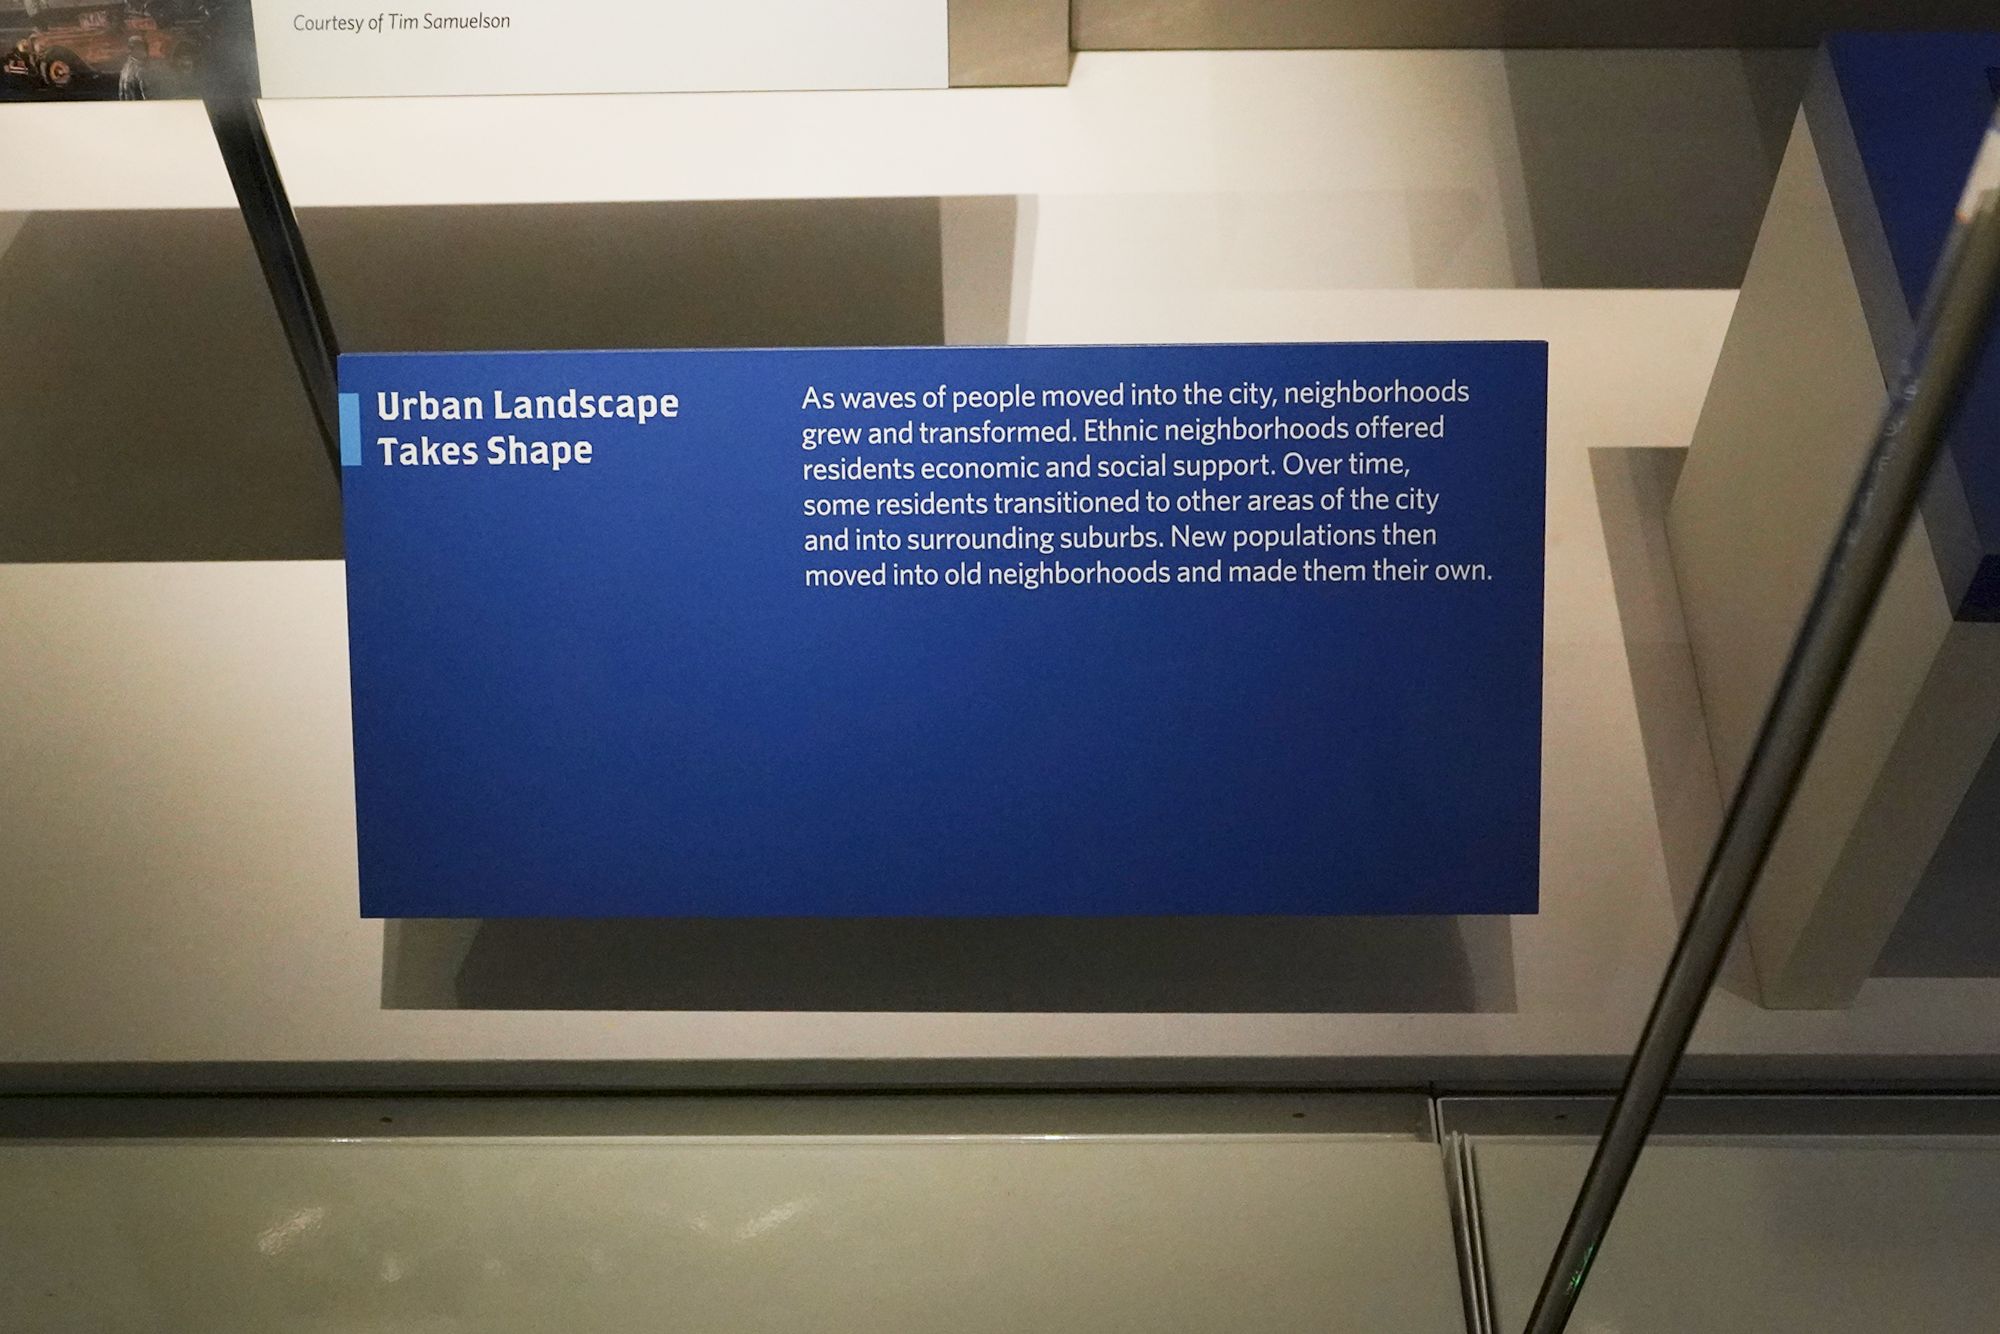 Courtesy of Tim Samuelson
Urban Landscape
Takes Shape
As waves of people moved into the city, neighborhoods
grew and transformed. Ethnic neighborhoods offered
residents economic and social support. Over time,
some residents transitioned to other areas of the city
and into surrounding suburbs. New populations then
moved into old neighborhoods and made them their own.